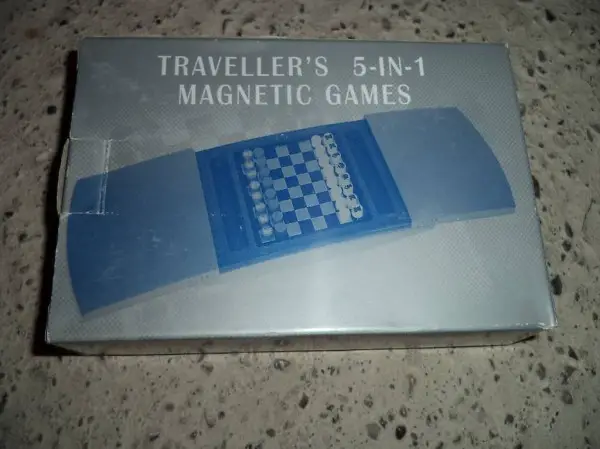 TRAVELLER'S 5-IN-1
MAGNETIC GAMES